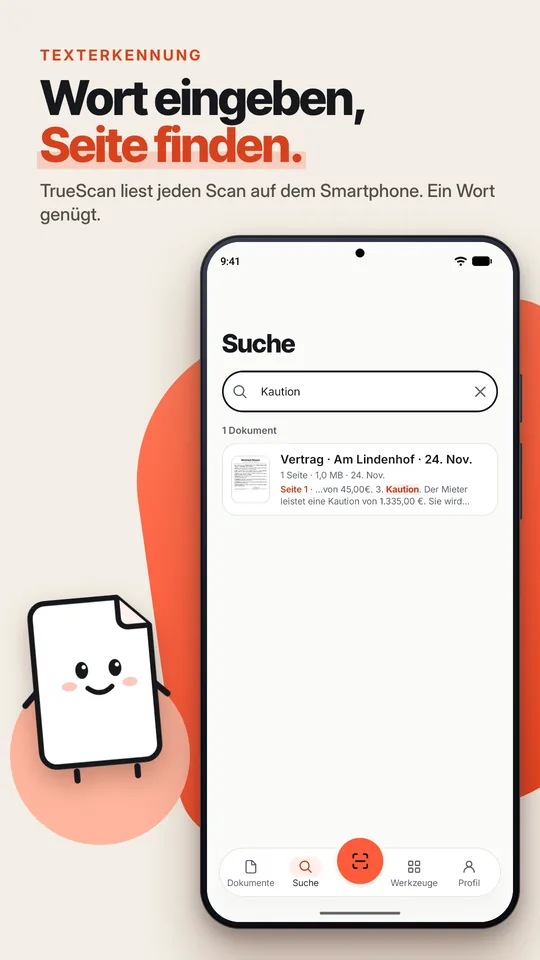 TEXTERKENNUNG
Wort eingeben,
Seite finden.
TrueScan liest jeden Scan auf dem Smartphone. Ein Wort
genügt.
9:41
Suche
Kaution
1 Dokument
Vertrag · Am Lindenhof · 24. Nov.
1 Seite · 1,0 MB · 24. Nov.
Seite 1 · ...von 45,00€. 3. Kaution. Der Mieter
leistet eine Kaution von 1.335,00 €. Sie wird...
Dokumente
Suche
Werkzeuge
Profil